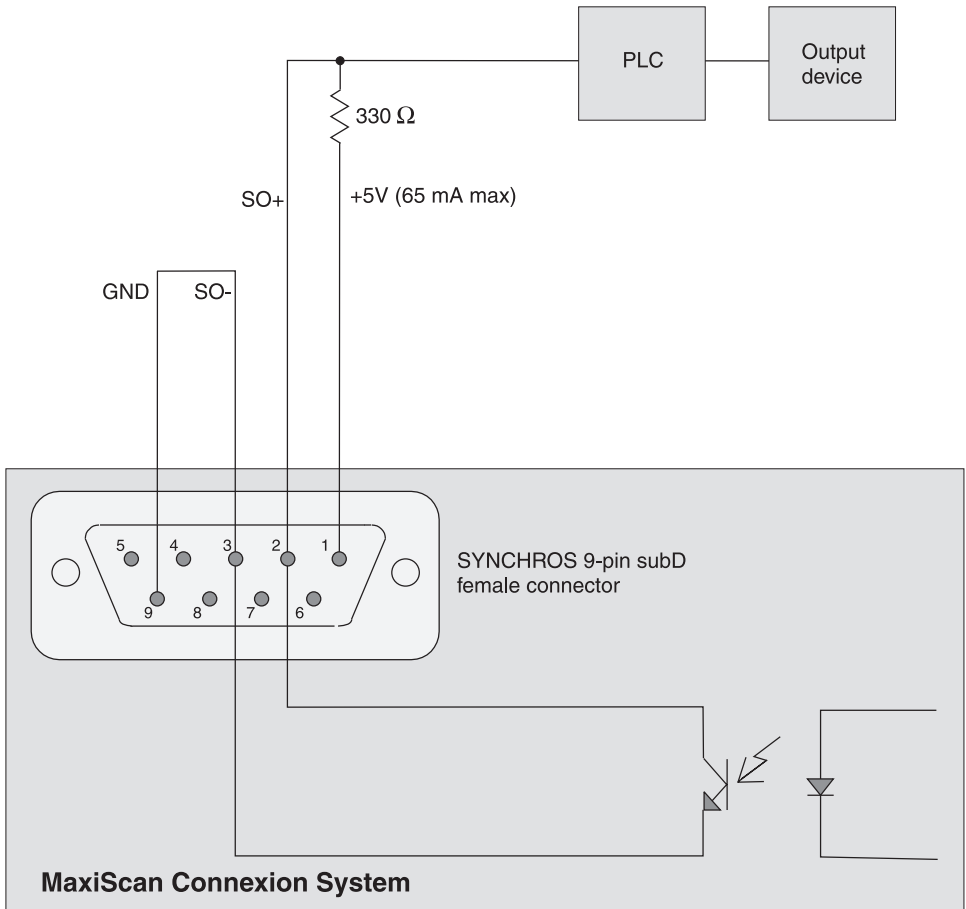 PLC
Output
device
330 Ω
SO+
+5V (65 mA max)
GND
SO-
5
4
3
2
1
9
8
7
6
SYNCHROS 9-pin subD
female connector
MaxiScan Connexion System